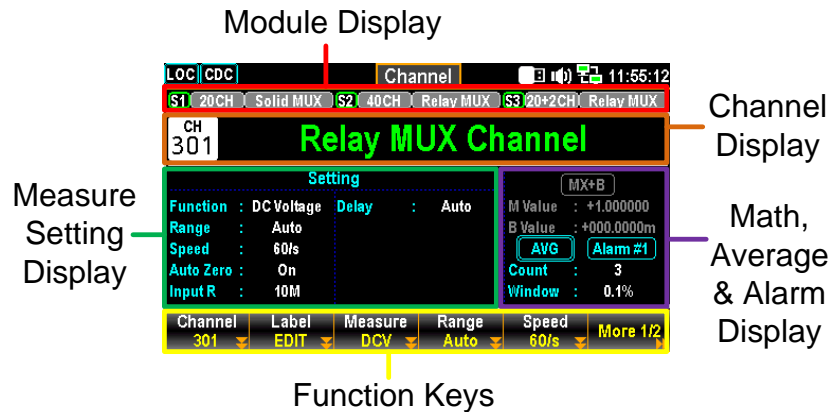 Module Display
LOC CDC Channel 11:55:12
S1 20CH Solid MUX S2 40CH Relay MUX S3 20+2CH Relay MUX
Channel Display
CH 301 Relay MUX Channel
Measure Setting Display
Setting
Function : DC Voltage Delay : Auto
Range : Auto
Speed : 60/s
Auto Zero : On
Input R : 10M
MX+B
M Value : +1.000000
B Value : +000.0000m
AVG Alarm #1
Count : 3
Window : 0.1%
Math, Average & Alarm Display
Channel Label Measure Range Speed More 1/2
301 EDIT DCV Auto 60/s
Function Keys